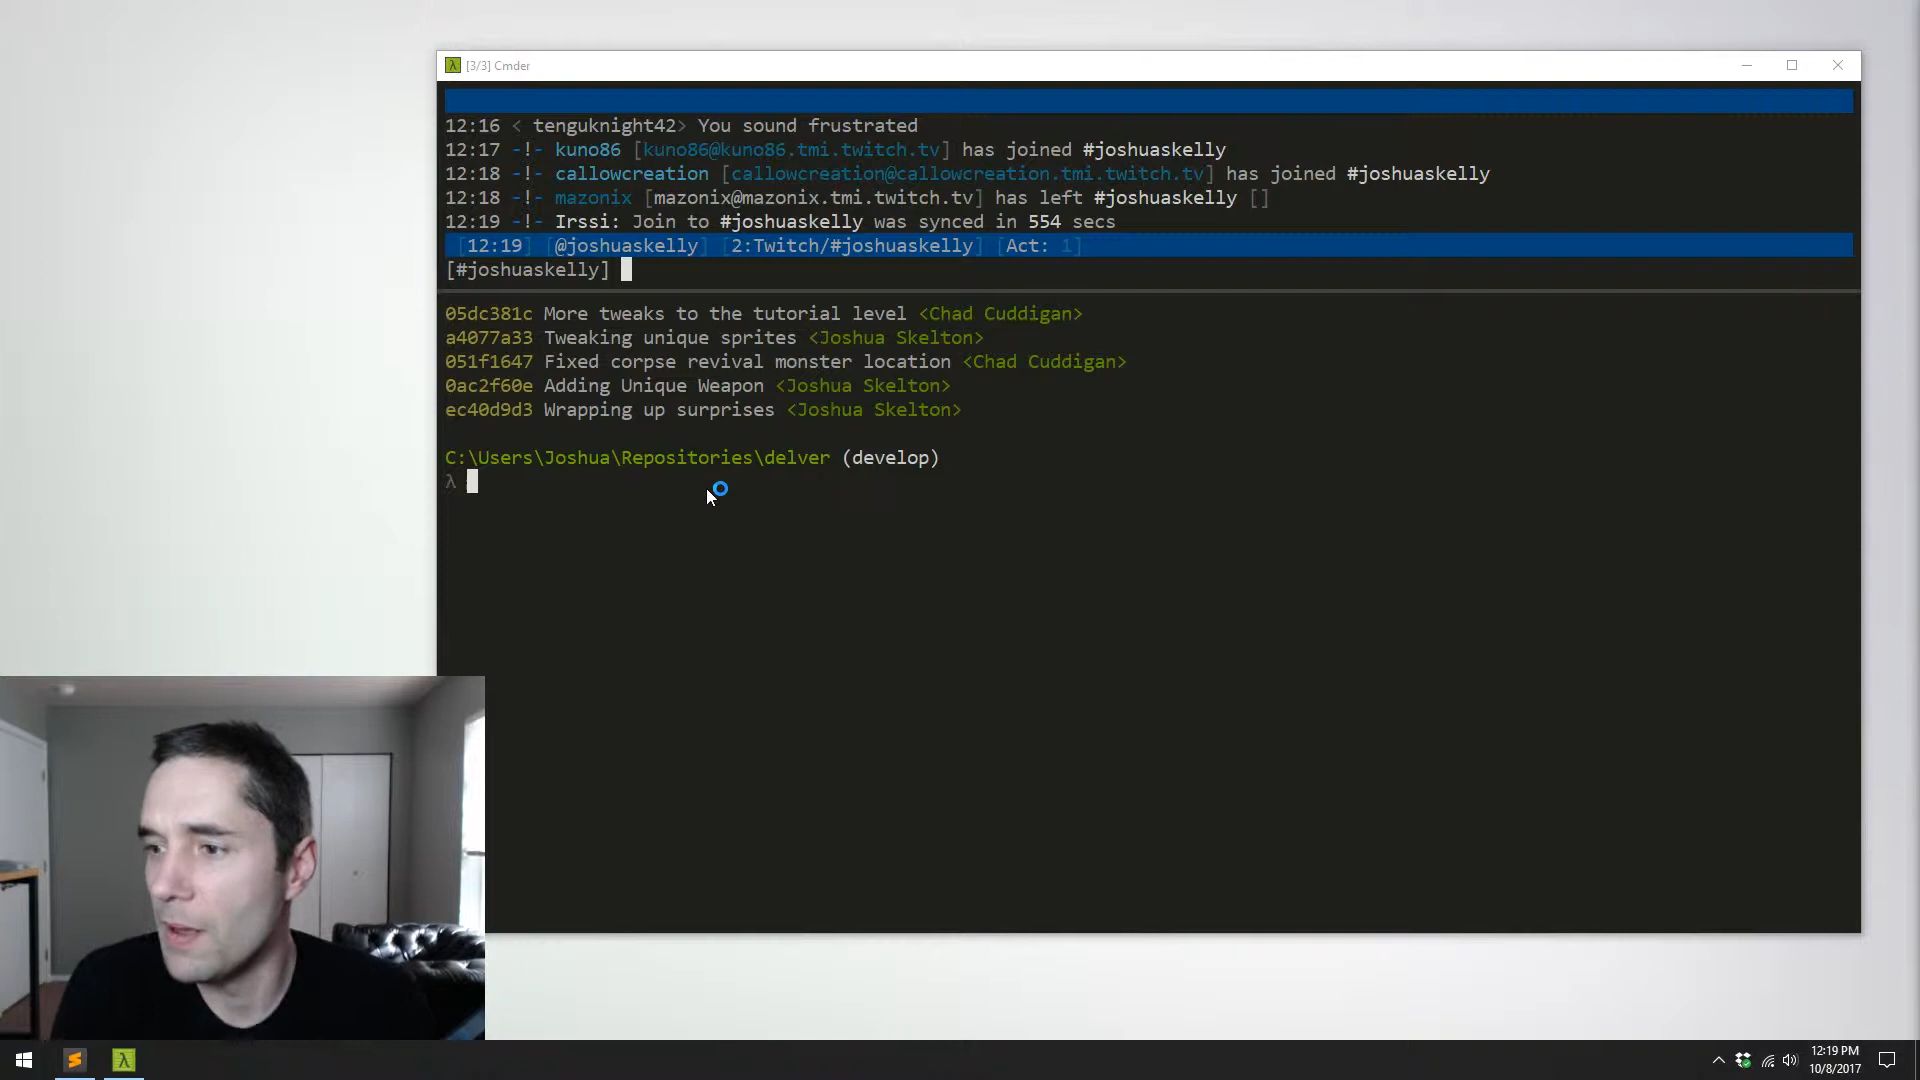 [3/3] Cmder
12:16 < tenguknight42> You sound frustrated
12:17 -!- kuno86 [kuno86@kuno86.tmi.twitch.tv] has joined #joshuaskelly
12:18 -!- callowcreation [callowcreation@callowcreation.tmi.twitch.tv] has joined #joshuaskelly
12:18 -!- mazonix [mazonix@mazonix.tmi.twitch.tv] has left #joshuaskelly []
12:19 -!- Irssi: Join to #joshuaskelly was synced in 554 secs
[12:19] [@joshuaskelly] [2:Twitch/#joshuaskelly] [Act: 1]
[#joshuaskelly]
05dc381c More tweaks to the tutorial level <Chad Cuddigan>
a4077a33 Tweaking unique sprites <Joshua Skelton>
051f1647 Fixed corpse revival monster location <Chad Cuddigan>
0ac2f60e Adding Unique Weapon <Joshua Skelton>
ec40d9d3 Wrapping up surprises <Joshua Skelton>
C:\Users\Joshua\Repositories\delver (develop)
λ
12:19 PM
10/8/2017